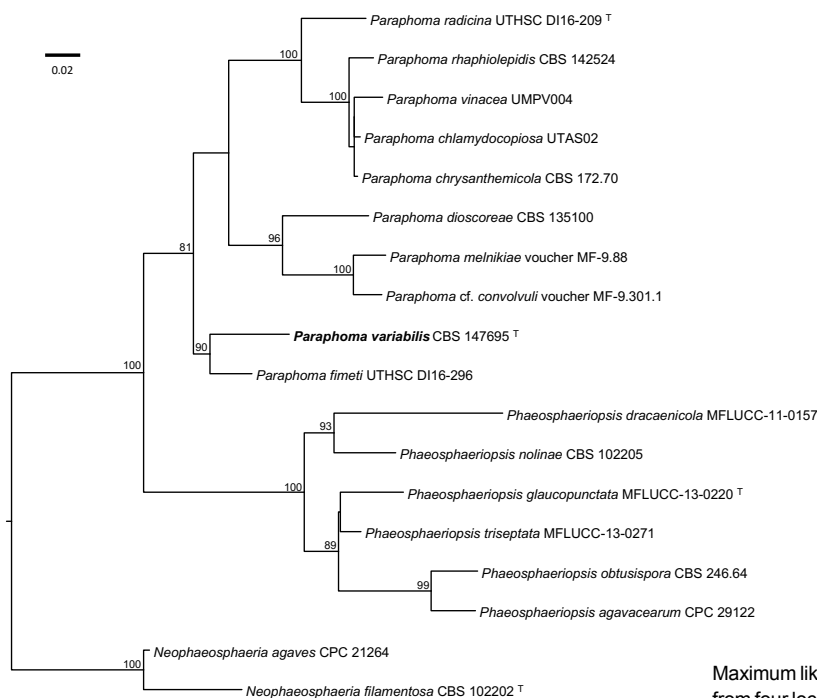 Paraphoma radicina UTHSC DI16-209 T
100
0.02
Paraphoma rhaphiolepidis CBS 142524
100
Paraphoma vinacea UMPV004
Paraphoma chlamydocopiosa UTAS02
Paraphoma chrysanthemicola CBS 172.70
Paraphoma dioscoreae CBS 135100
96
81
Paraphoma melnikiae voucher MF-9.88
100
Paraphoma cf. convolvuli voucher MF-9.301.1
Paraphoma variabilis CBS 147695 T
90
100
Paraphoma fimeti UTHSC DI16-296
Phaeosphaeriopsis dracaenicola MFLUCC-11-0157
93
Phaeosphaeriopsis nolinae CBS 102205
100
Phaeosphaeriopsis glaucopunctata MFLUCC-13-0220 T
Phaeosphaeriopsis triseptata MFLUCC-13-0271
89
Phaeosphaeriopsis obtusispora CBS 246.64
99
Phaeosphaeriopsis agavacearum CPC 29122
Neophaeosphaeria agaves CPC 21264
100
Neophaeosphaeria filamentosa CBS 102202 T
Maximum lik